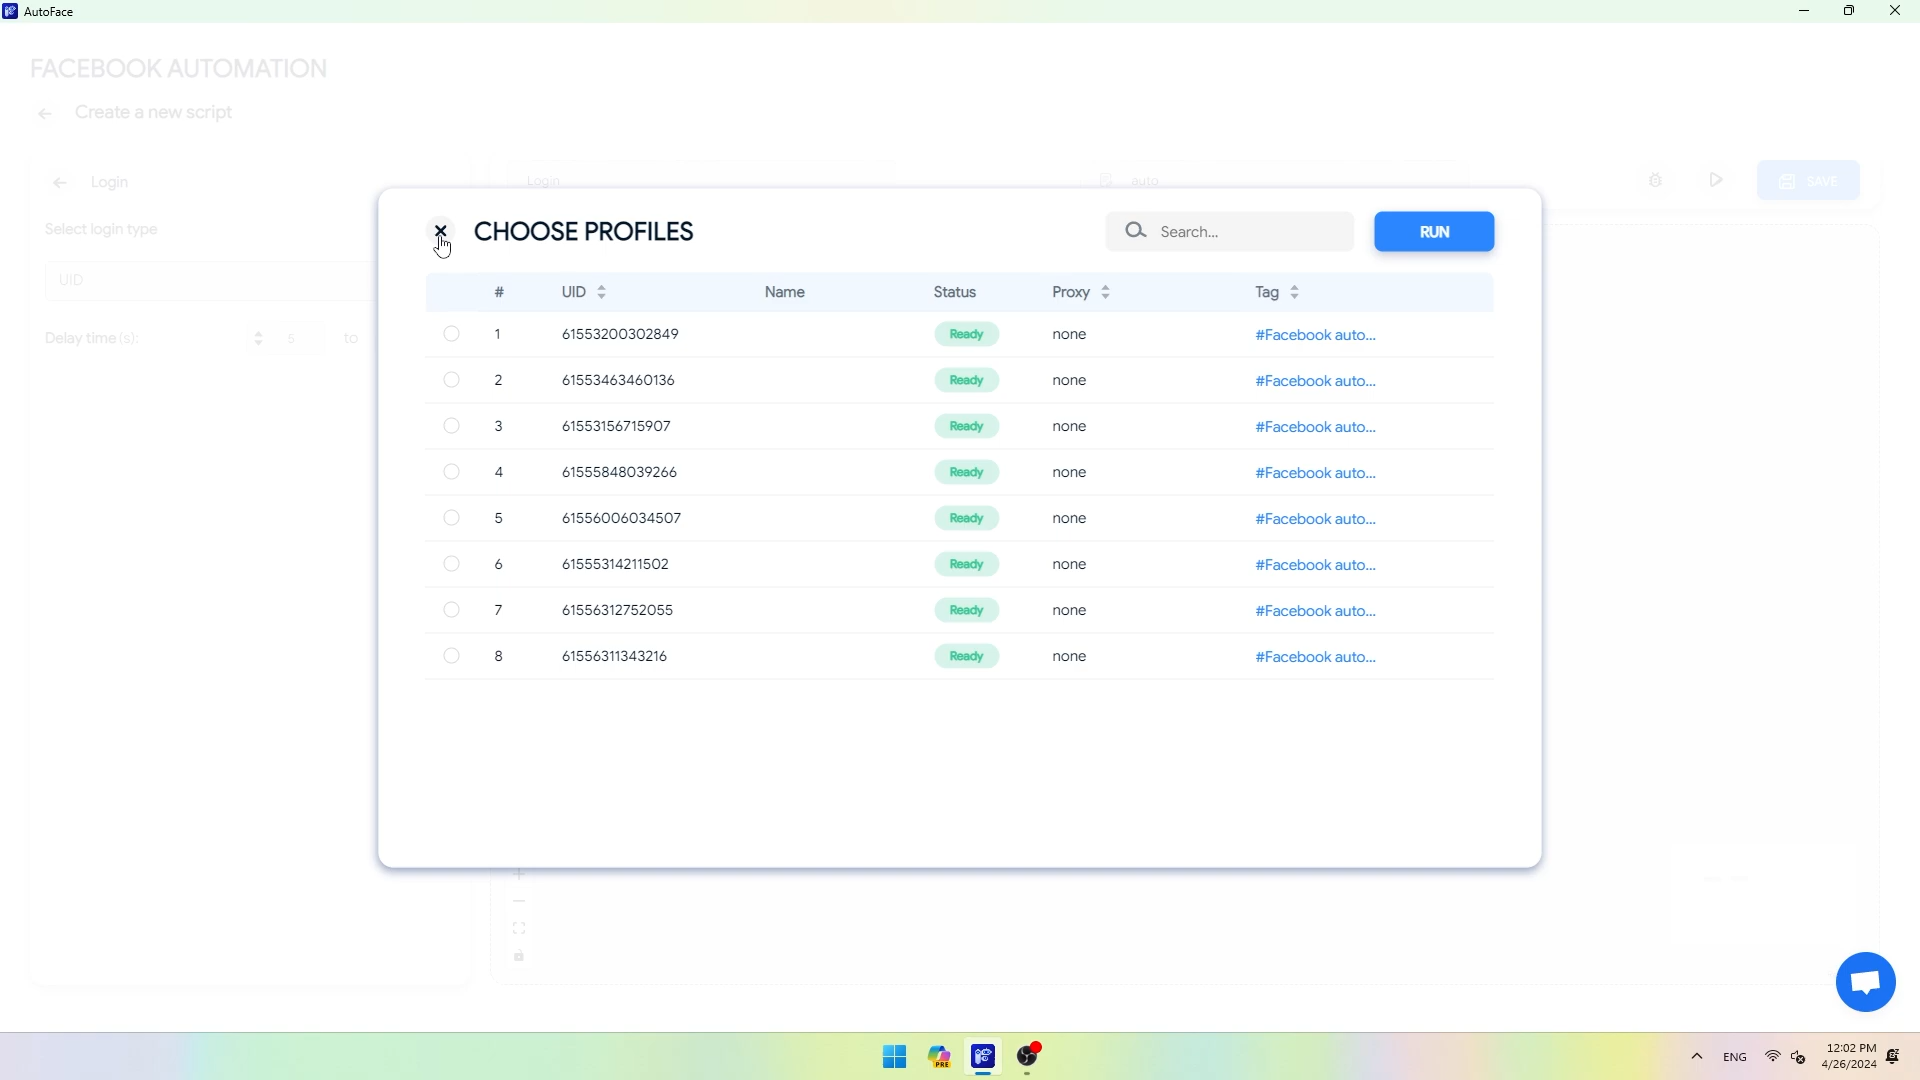 AutoFace
FACEBOOK AUTOMATION
Create a new script
Login
Login
auto
SAVE
Select login type
UID
Delay time (s):
5
to
CHOOSE PROFILES
Search...
RUN
# UID Name Status Proxy Tag
1 61553200302849 Ready none #Facebook auto...
2 61553463460136 Ready none #Facebook auto...
3 61553156715907 Ready none #Facebook auto...
4 61555848039266 Ready none #Facebook auto...
5 61556006034507 Ready none #Facebook auto...
6 61555314211502 Ready none #Facebook auto...
7 61556312752055 Ready none #Facebook auto...
8 61556311343216 Ready none #Facebook auto...
PRE
ENG
12:02 PM
4/26/2024